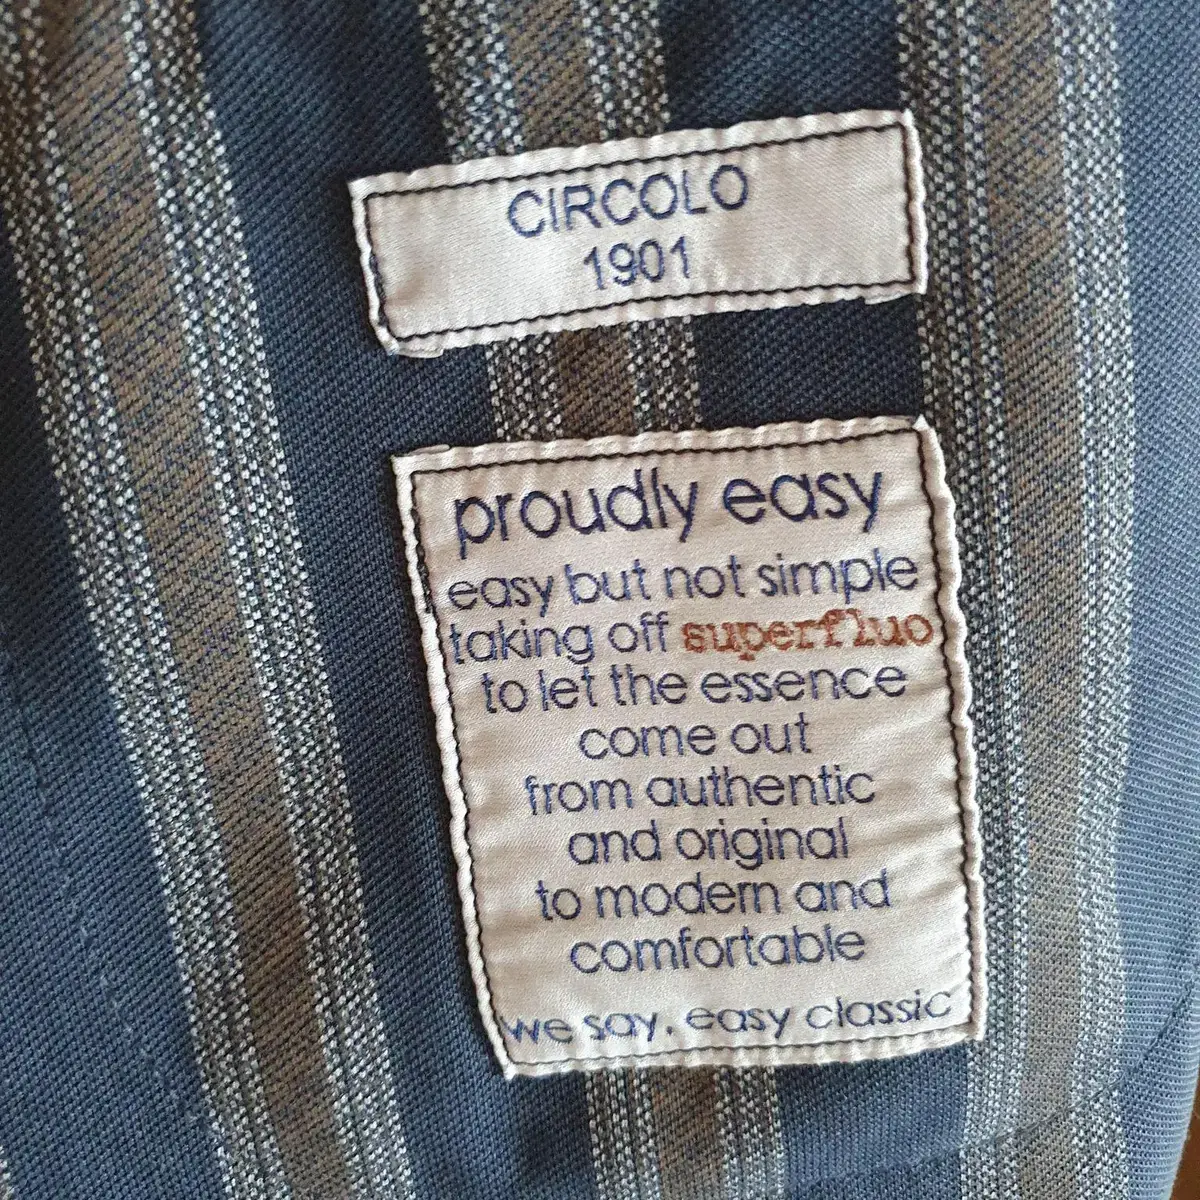 CIRCOLO
1901
proudly easy
easy but not simple
taking off superfluo
to let the essence
come out
from authentic
and original
to modern and
comfortable
we say. easy classic